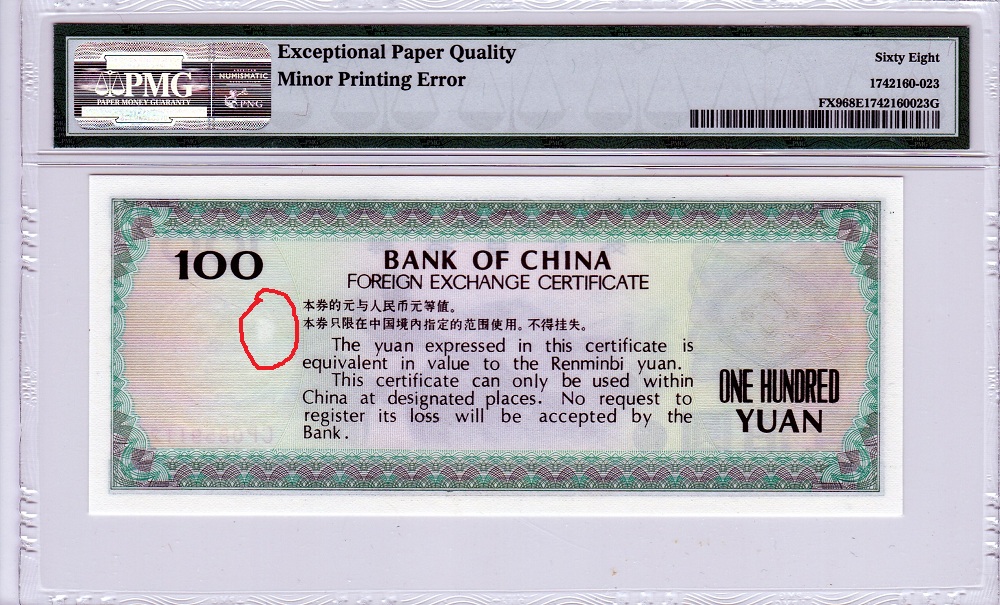 PMG
PAPER MONEY GUARANTY
NUMISMATIC
PNG
Exceptional Paper Quality
Minor Printing Error
Sixty Eight
1742160-023
FX968E1742160023G
100
BANK OF CHINA
FOREIGN EXCHANGE CERTIFICATE
本券的元与人民币元等值。
本券只限在中国境内指定的范围使用。不得挂失。
The yuan expressed in this certificate is
equivalent in value to the Renminbi yuan.
This certificate can only be used within
China at designated places. No request to
register its loss will be accepted by the
Bank.
ONE HUNDRED
YUAN